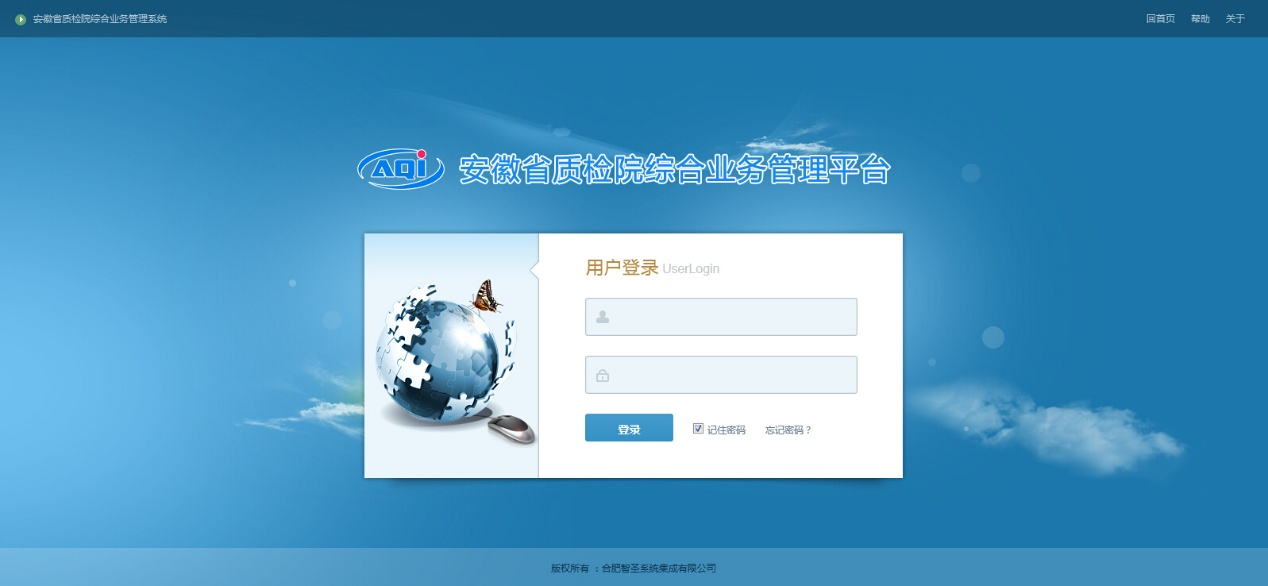 安徽省质检院综合业务管理系统
回首页 帮助 关于
AQI 安徽省质检院综合业务管理平台
用户登录 UserLogin
登录 记住密码 忘记密码？
版权所有 ：合肥智圣系统集成有限公司